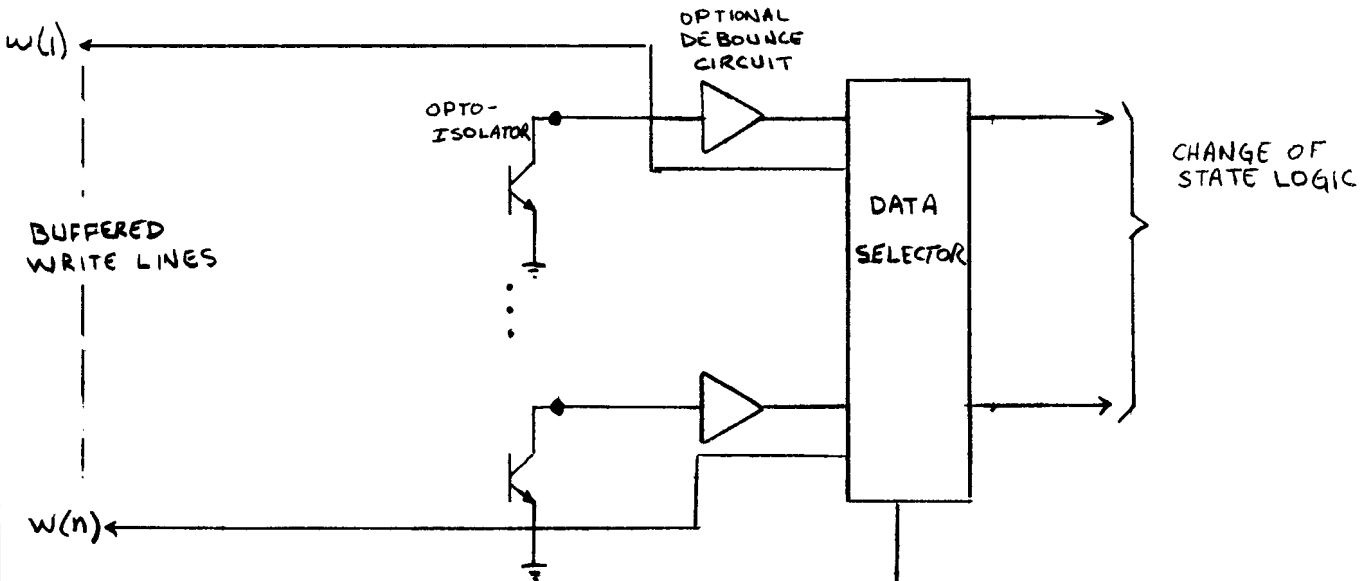 OPTIONAL
DEBOUNCE
CIRCUIT
W(1)
OPTO-
ISOLATOR
CHANGE OF
STATE LOGIC
DATA
SELECTOR
BUFFERED
WRITE LINES
W(n)